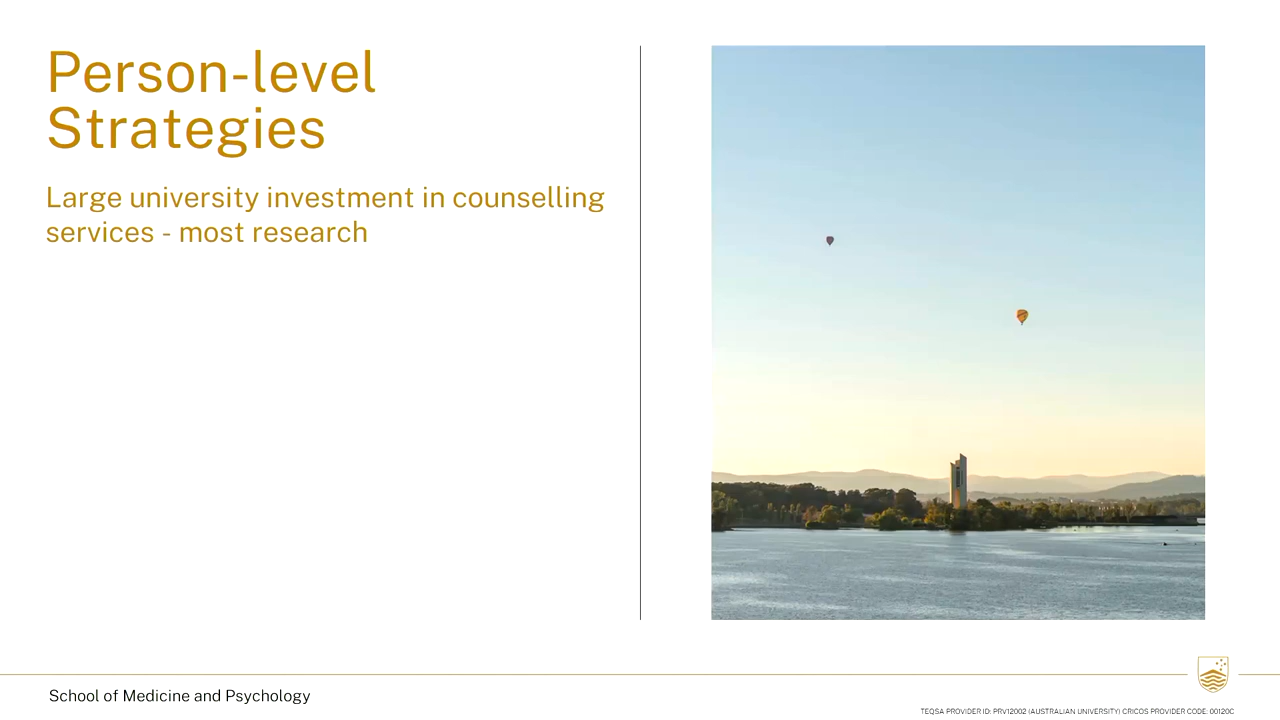 Person-level
Strategies
Large university investment in counselling
services - most research
School of Medicine and Psychology
TEQSA PROVIDER ID: PRV12002 (AUSTRALIAN UNIVERSITY) CRICOS PROVIDER CODE: 00120C